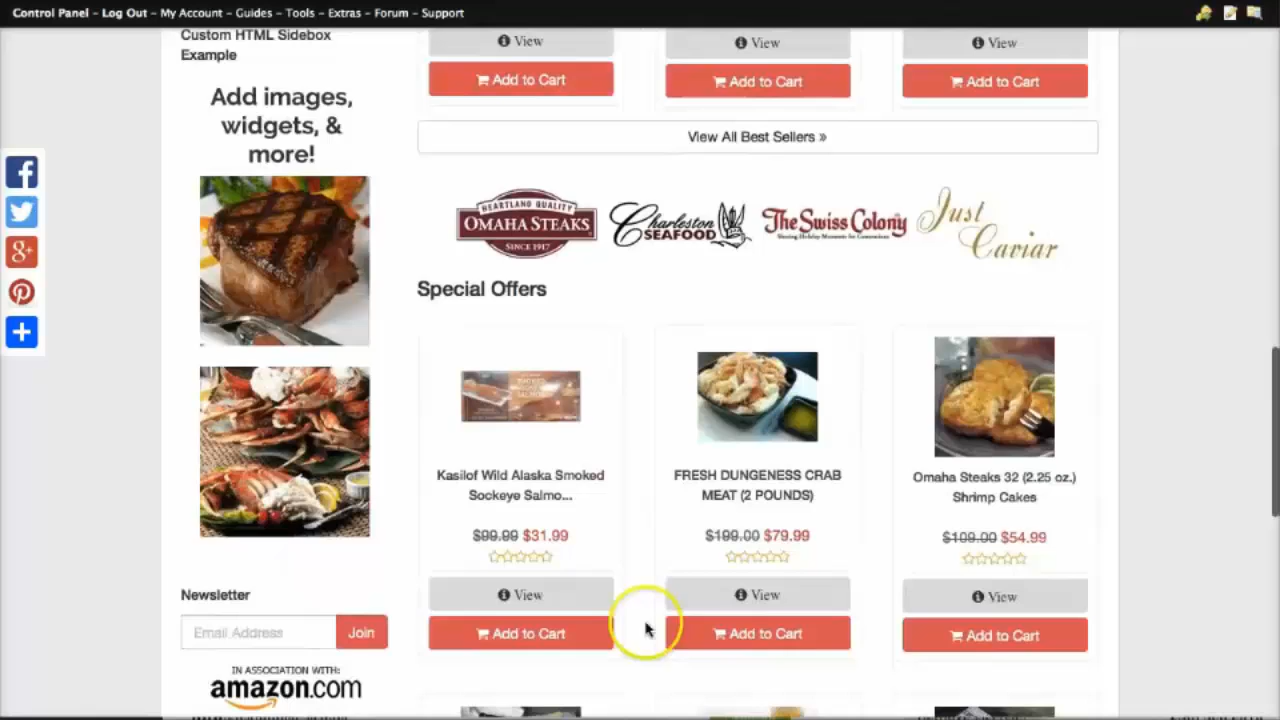 Control Panel – Log Out – My Account – Guides – Tools – Extras – Forum – Support
Custom HTML Sidebox
Example
Add images,
widgets, &
more!
View
View
View
Add to Cart
Add to Cart
Add to Cart
View All Best Sellers »
HEARTLAND QUALITY
OMAHA STEAKS
SINCE 1917
Charleston
SEAFOOD
The Swiss Colony
Just
Caviar
Special Offers
SMOKED
SALMON
Kasilof Wild Alaska Smoked
Sockeye Salmo...
$99.99 $31.99
View
Add to Cart
FRESH DUNGENESS CRAB
MEAT (2 POUNDS)
$199.00 $79.99
View
Add to Cart
Omaha Steaks 32 (2.25 oz.)
Shrimp Cakes
$109.00 $54.99
View
Add to Cart
Newsletter
Email Address
Join
IN ASSOCIATION WITH:
amazon.com